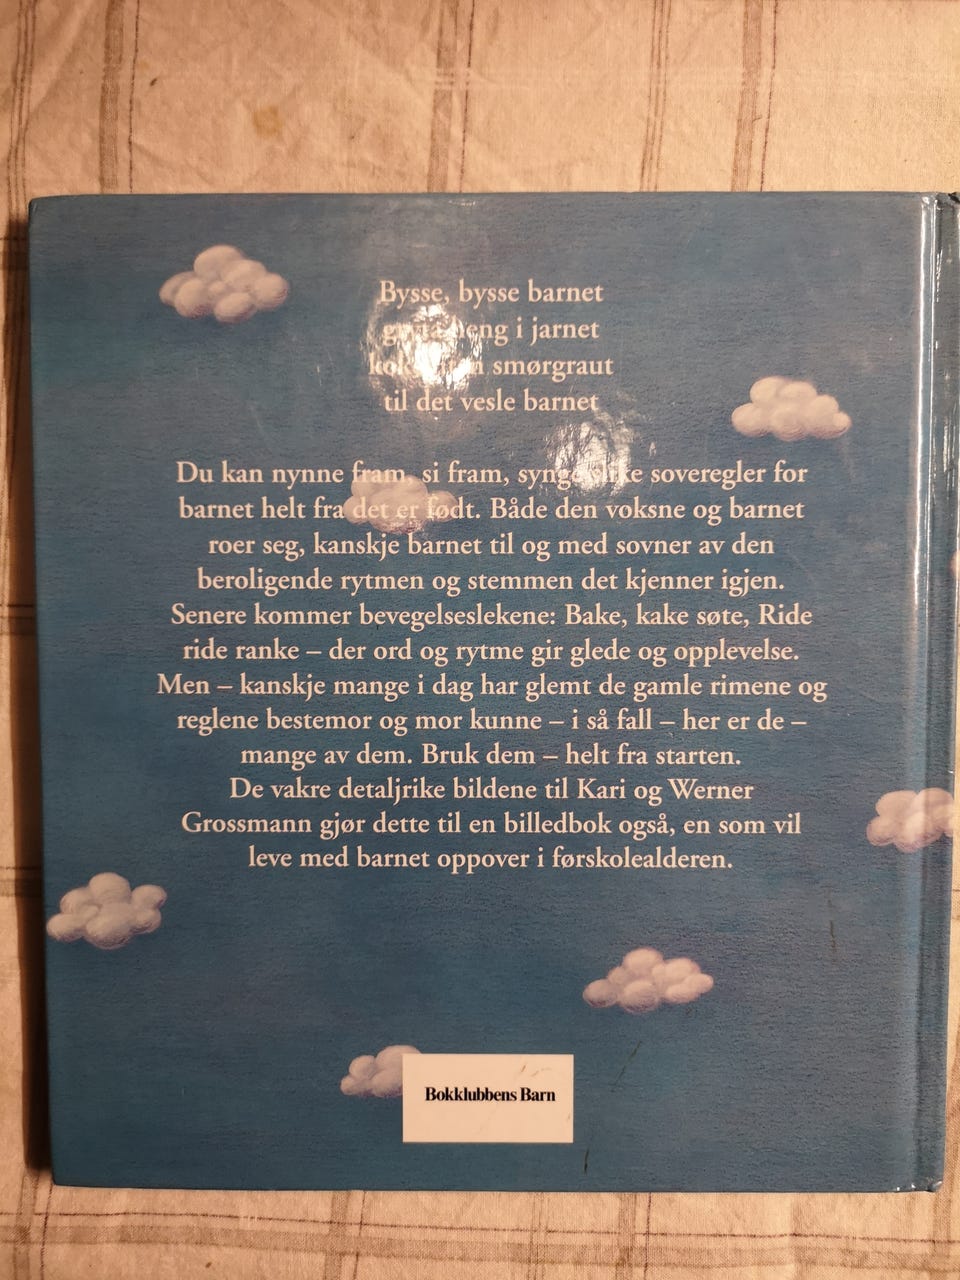 Bysse, bysse barnet
heng i jarnet
smørgraut
til det vesle barnet
Du kan nynne fram, si fram, synge slike soveregler for
barnet helt fra det er født. Både den voksne og barnet
roer seg, kanskje barnet til og med sovner av den
beroligende rytmen og stemmen det kjenner igjen.
Senere kommer bevegelseslekene: Bake, kake søte, Ride
ride ranke – der ord og rytme gir glede og opplevelse.
Men – kanskje mange i dag har glemt de gamle rimene og
reglene bestemor og mor kunne – i så fall – her er de –
mange av dem. Bruk dem – helt fra starten.
De vakre detaljrike bildene til Kari og Werner
Grossmann gjør dette til en billedbok også, en som vil
leve med barnet oppover i førskolealderen.
Bokklubbens Barn